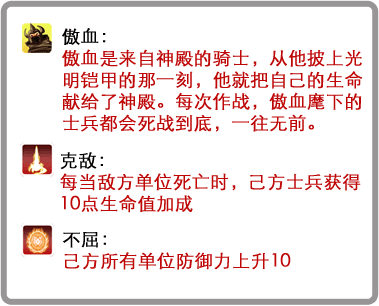 傲血：
傲血是来自神殿的骑士，从他披上光
明铠甲的那一刻，他就把自己的生命
献给了神殿。每次作战，傲血麾下的
士兵都会死战到底，一往无前。
克敌：
每当敌方单位死亡时，己方士兵获得
10点生命值加成
不屈：
己方所有单位防御力上升10